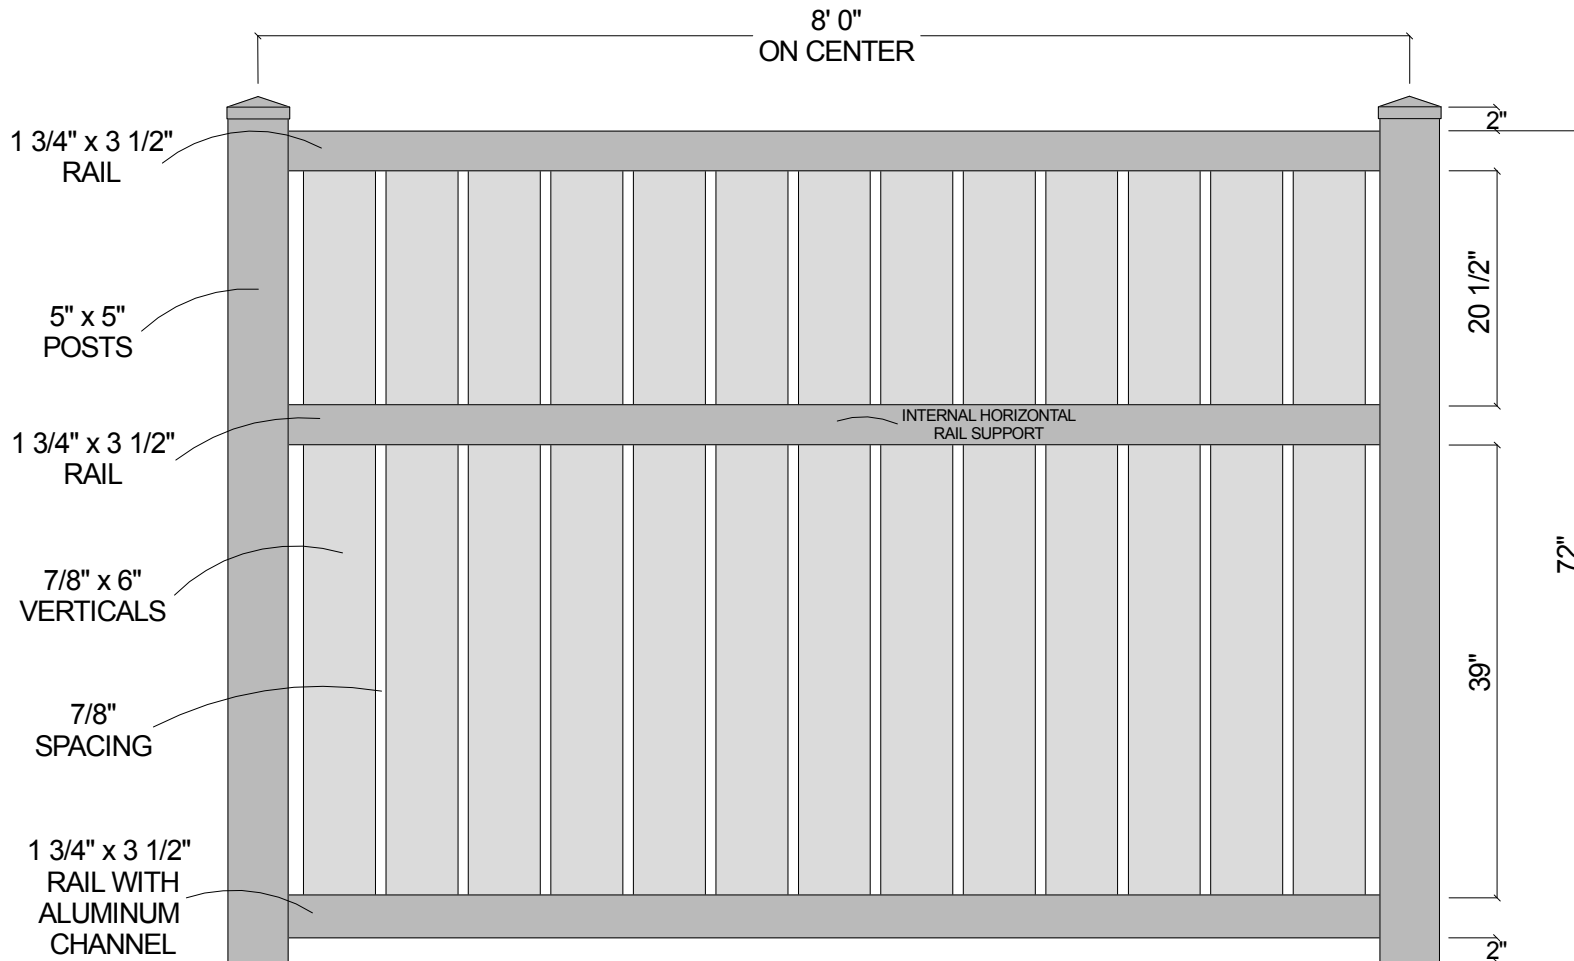 8' 0"
ON CENTER
2"
1 3/4" x 3 1/2"
RAIL
20 1/2"
5" x 5"
POSTS
1 3/4" x 3 1/2"
RAIL
INTERNAL HORIZONTAL
RAIL SUPPORT
72"
7/8" x 6"
VERTICALS
39"
7/8"
SPACING
1 3/4" x 3 1/2"
RAIL WITH
ALUMINUM
CHANNEL
2"